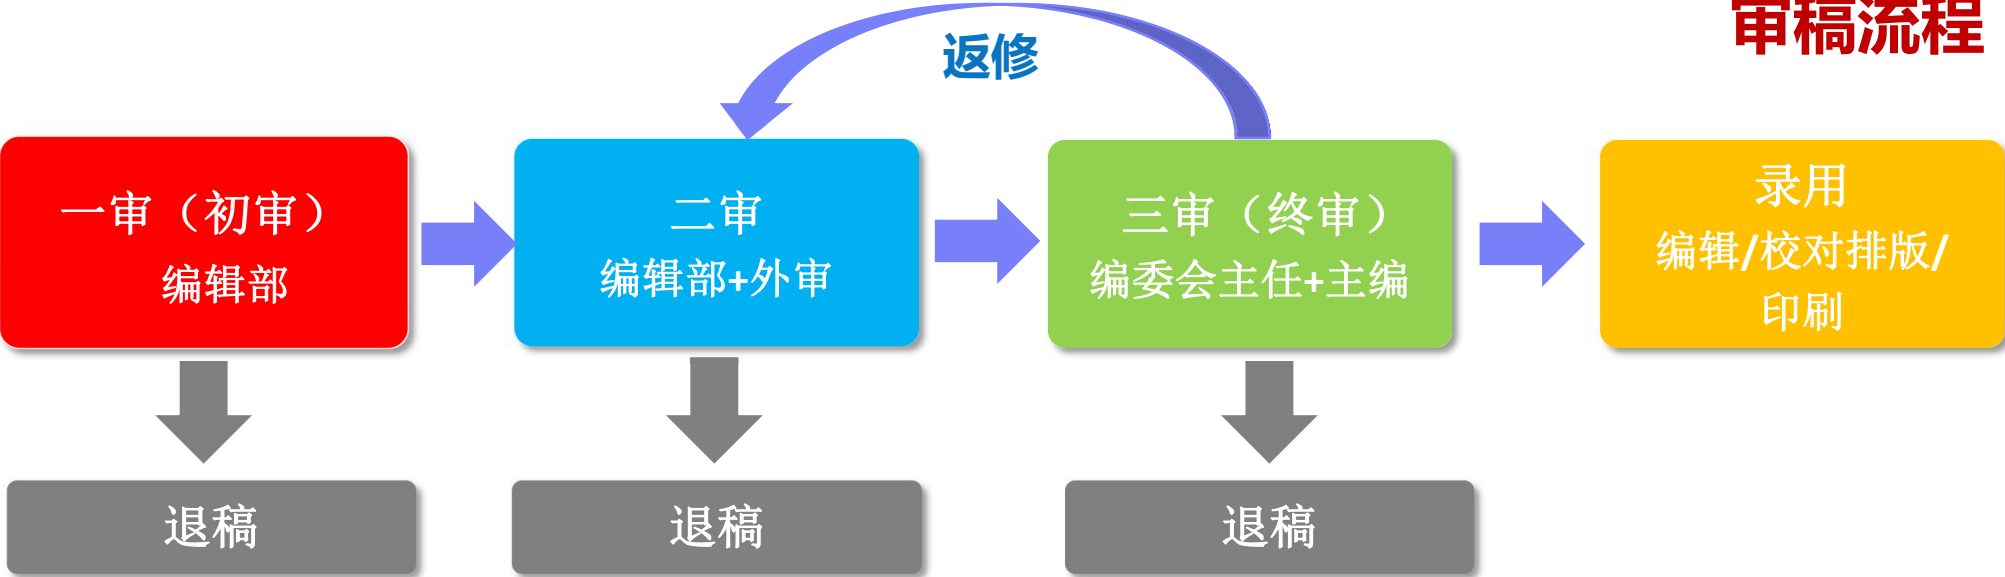 审稿流程
返修
一审（初审）
编辑部
二审
编辑部+外审
三审（终审）
编委会主任+主编
录用
编辑/校对排版/
印刷
退稿
退稿
退稿